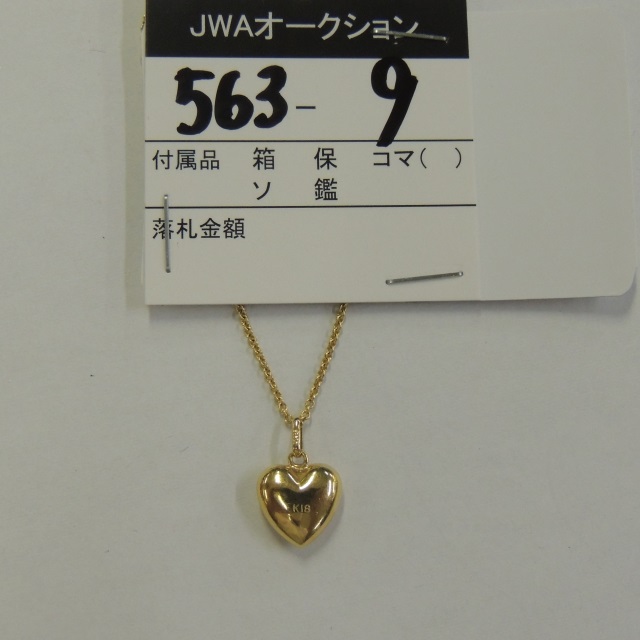 JWAオークション
563-9
付属品 箱 保 コマ( )
ソ 鑑
落札金額
K18